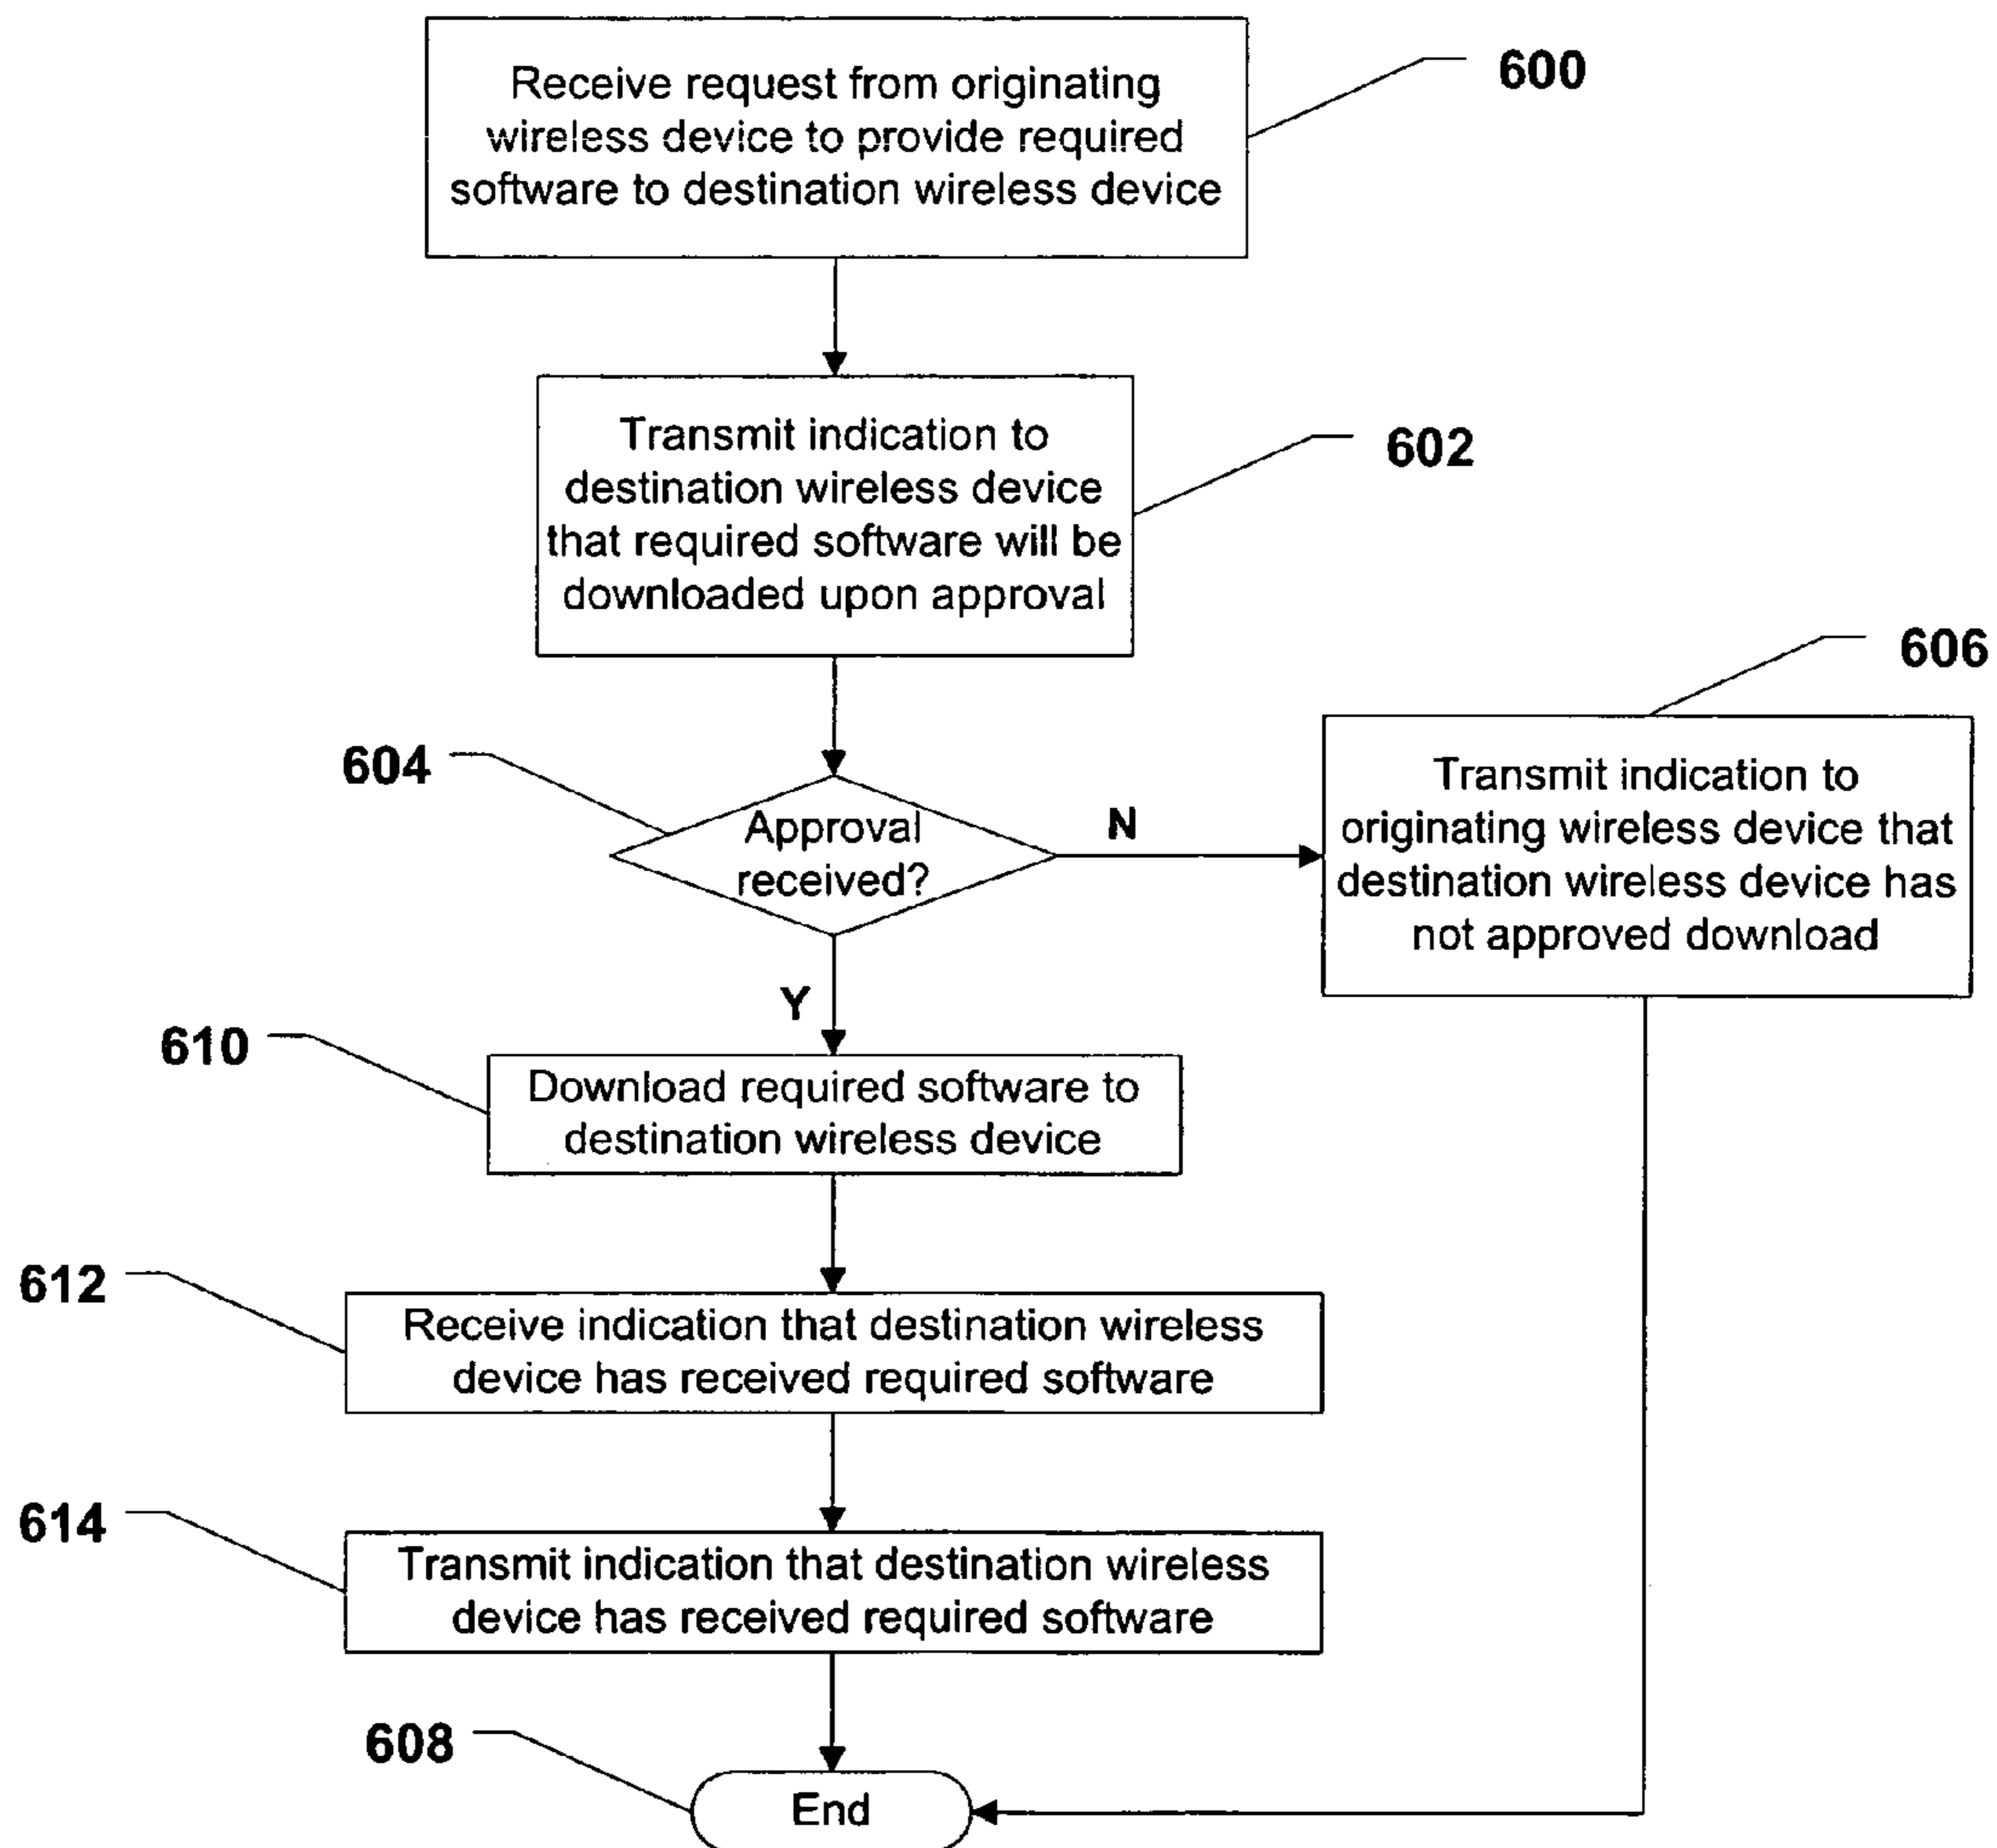 Receive request from originating
wireless device to provide required
software to destination wireless device
600
Transmit indication to
destination wireless device
that required software will be
downloaded upon approval
602
606
604
Approval
received?
N
Transmit indication to
originating wireless device that
destination wireless device has
not approved download
Y
610
Download required software to
destination wireless device
612
Receive indication that destination wireless
device has received required software
614
Transmit indication that destination wireless
device has received required software
608
End